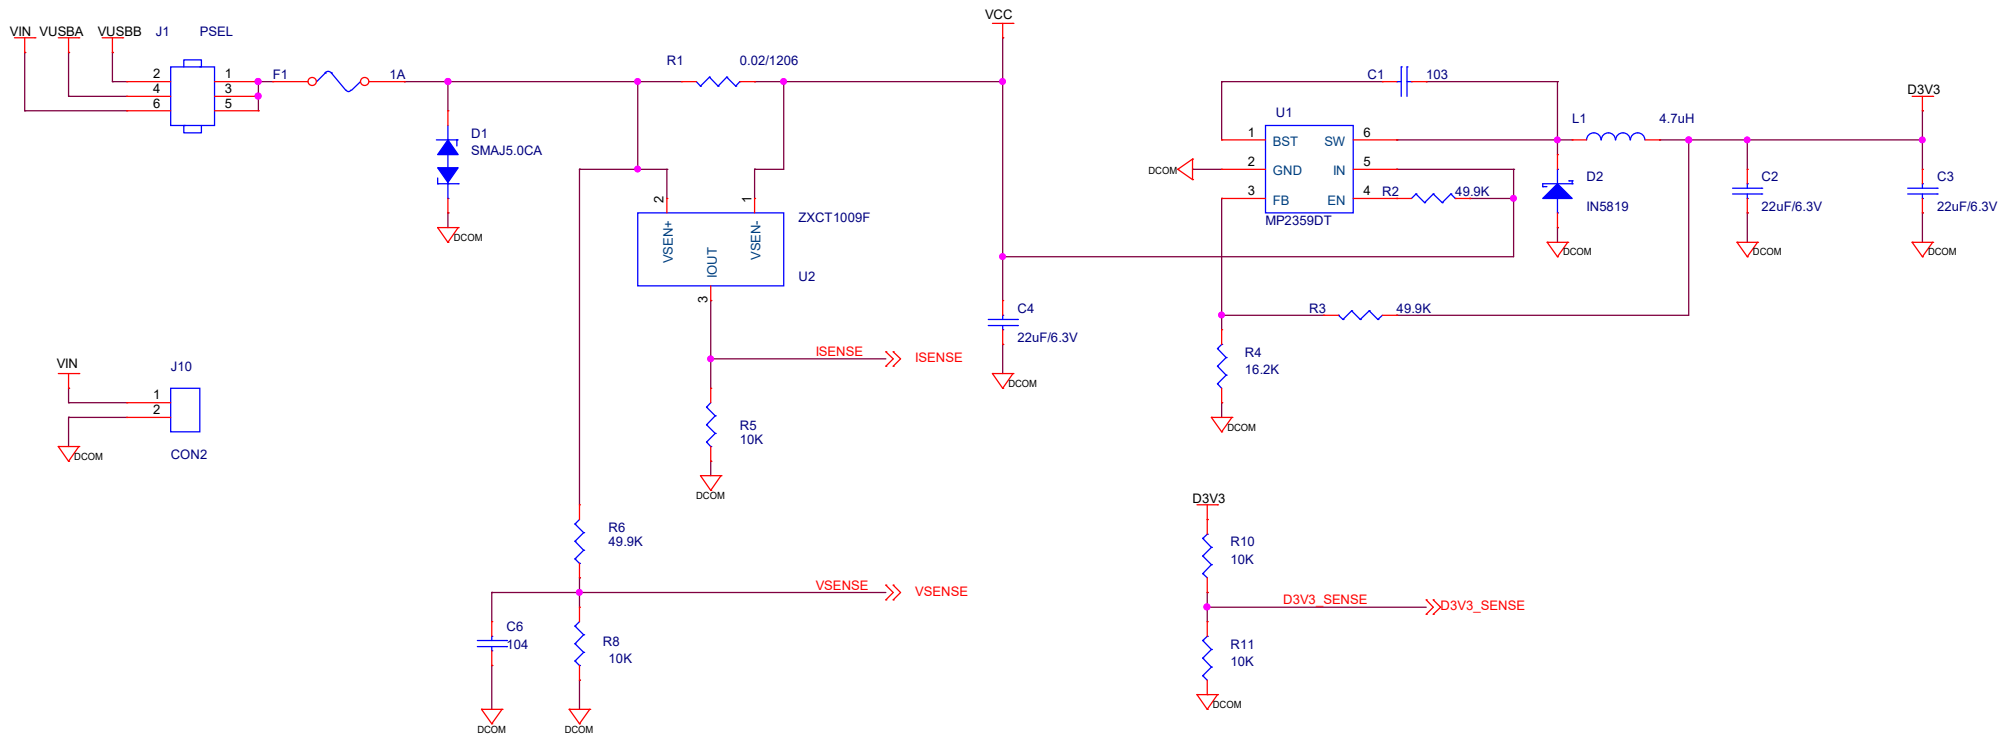 VIN
VUSBA
VUSBB
J1
PSEL
2
4
6
1
3
5
F1
1A
D1
SMAJ5.0CA
DCOM
R1
0.02/1206
VCC
2
1
VSEN+
VSEN-
IOUT
3
ZXCT1009F
U2
ISENSE
ISENSE
R5
10K
DCOM
C4
22uF/6.3V
DCOM
VIN
J10
1
2
DCOM
CON2
R6
49.9K
VSENSE
VSENSE
C6
104
R8
10K
DCOM
DCOM
C1
103
U1
1
BST
SW
6
DCOM
2
GND
IN
5
3
FB
EN
4
MP2359DT
R2
49.9K
L1
4.7uH
D2
IN5819
DCOM
D3V3
C2
22uF/6.3V
DCOM
C3
22uF/6.3V
DCOM
R3
49.9K
R4
16.2K
DCOM
D3V3
R10
10K
D3V3_SENSE
D3V3_SENSE
R11
10K
DCOM